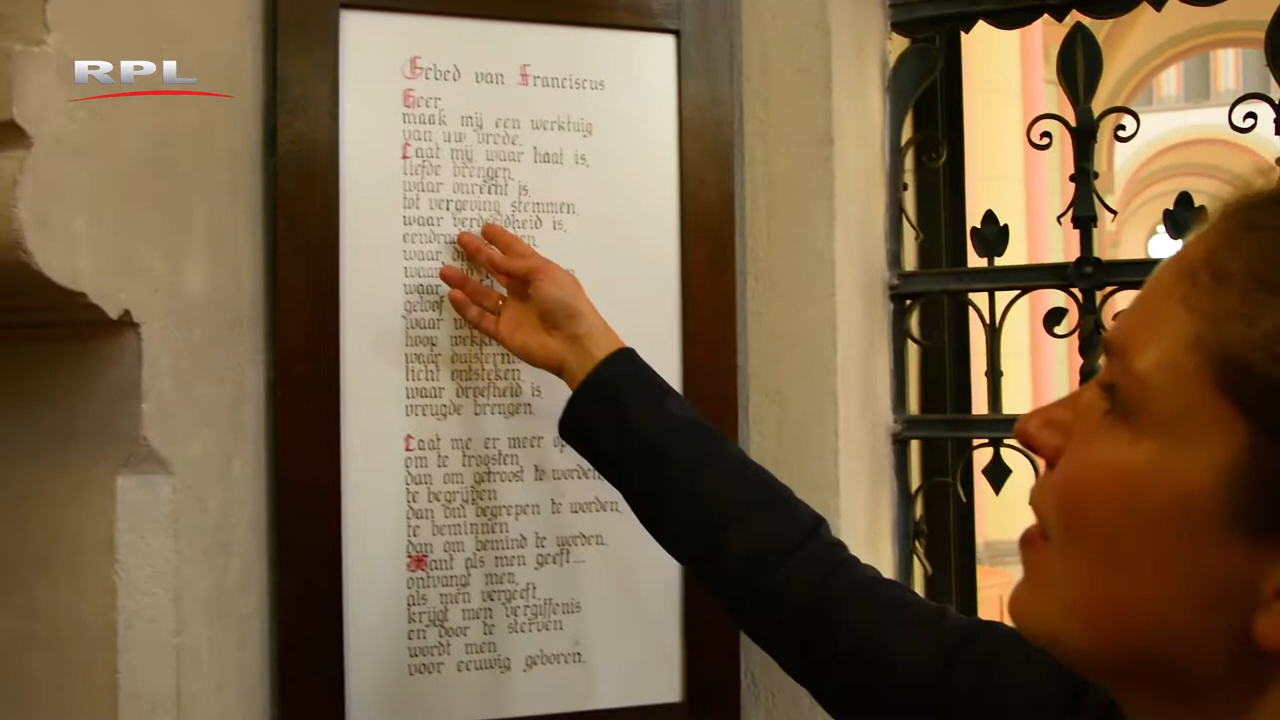 RPL
Gebed van Franciscus
Heer,
maak mij een werktuig
van uw vrede.
Laat mij waar haat is,
liefde brengen,
waar onrecht is,
tot vergeving stemmen,
waar verdeeldheid is,
waar
waar
waar
geloof
waar
hoop
waar
licht ontsteken,
waar droefheid is
vreugde brengen.
Laat me er meer op
om te troosten
dan om getroost te worden,
te begrijpen
dan om begrepen te worden,
te beminnen
dan om bemind te worden.
Want als men geeft...
ontvangt men,
als men vergeeft,
krijgt men vergiffenis
en door te sterven
wordt men
voor eeuwig geboren.